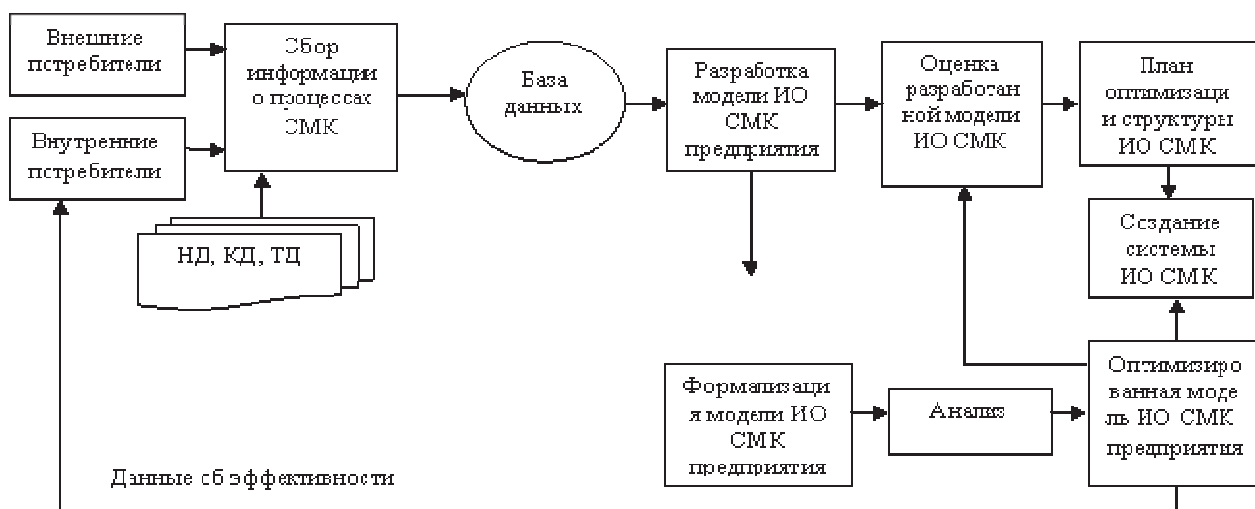 Внешние
потребители
Внутренние
потребители
Сбор
информации
о процессах
СМК
НД, КД, ТД
База
данных
Разработка
модели ИО
СМК
предприятия
Оценка
разработан
ной модели
ИО СМК
План
оптимизаци
и структуры
ИО СМК
Создание
системы
ИО СМК
Формализаци
я модели ИО
СМК
предприятия
Анализ
Оптимизиро
ванная моде
ль ИО СМК
предприятия
Данные об эффективности